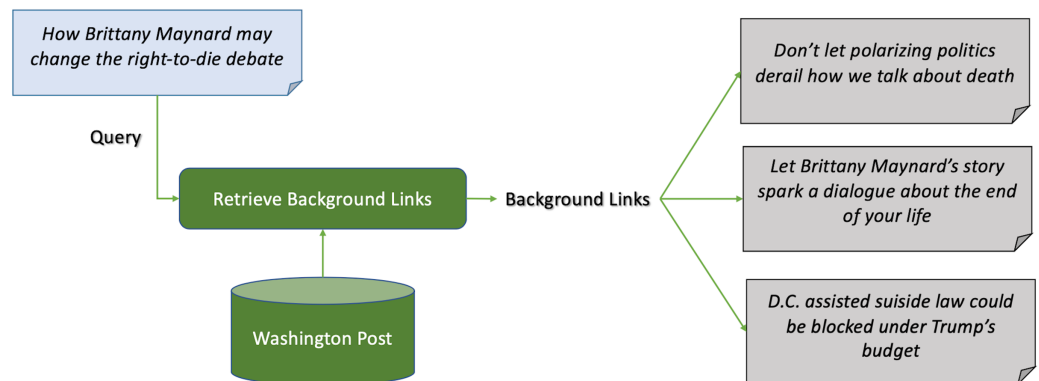 How Brittany Maynard may
change the right-to-die debate
Query
Retrieve Background Links
Washington Post
Background Links
Don't let polarizing politics
derail how we talk about death
Let Brittany Maynard's story
spark a dialogue about the end
of your life
D.C. assisted suiside law could
be blocked under Trump's
budget